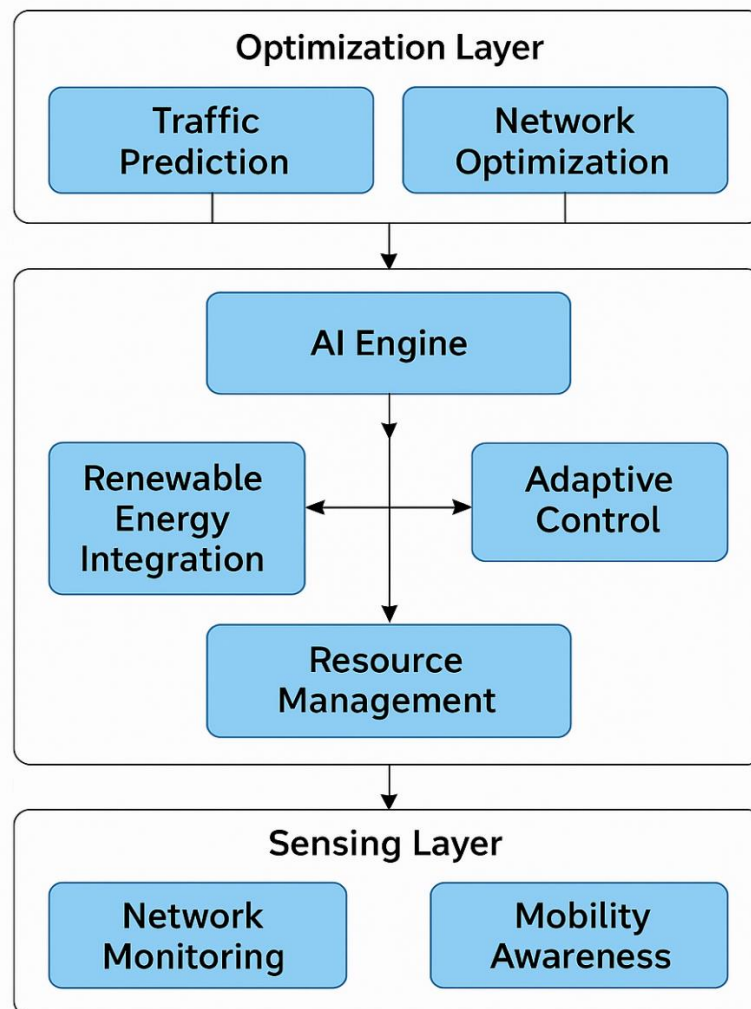 Optimization Layer
Traffic
Prediction
Network
Optimization
AI Engine
Renewable
Energy
Integration
Adaptive
Control
Resource
Management
Sensing Layer
Network
Monitoring
Mobility
Awareness